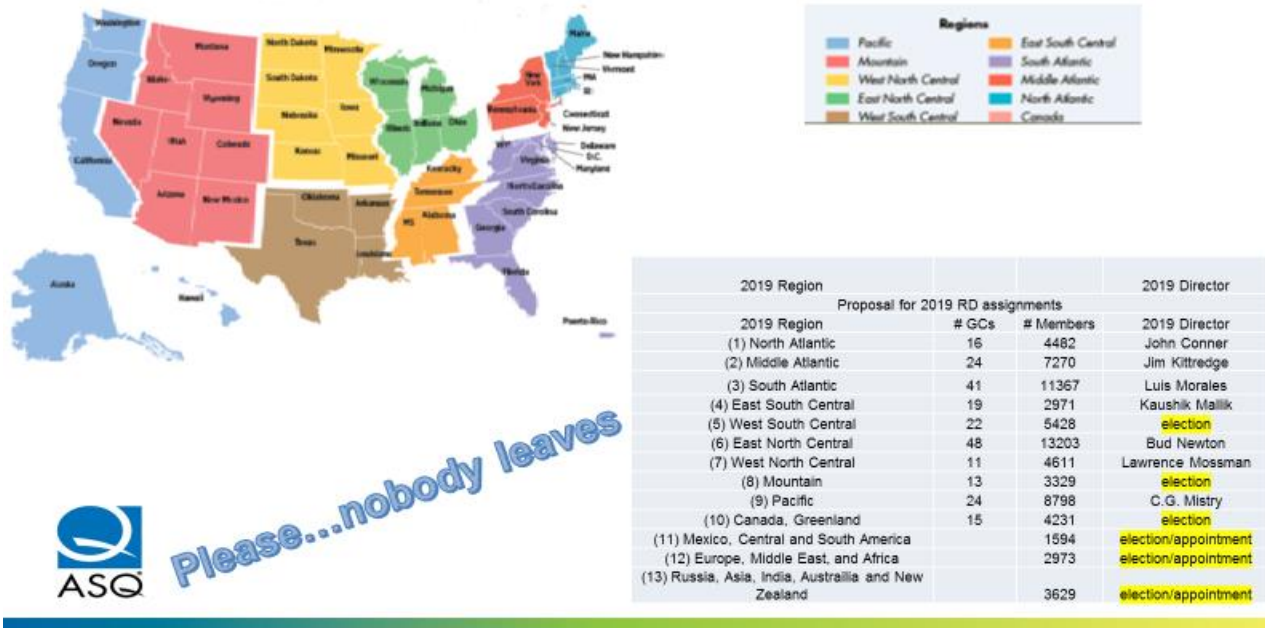 Washington
Oregon
California
Nevada
Idaho
Montana
Wyoming
Utah
Colorado
Arizona
New Mexico
North Dakota
South Dakota
Nebraska
Kansas
Minnesota
Iowa
Missouri
Oklahoma
Texas
Arkansas
Louisiana
Wisconsin
Michigan
Illinois
Indiana
Ohio
Kentucky
Tennessee
MS
Alabama
Georgia
Florida
South Carolina
North Carolina
Virginia
WV
Pennsylvania
New York
Maine
New Hampshire
Vermont
MA
RI
Connecticut
New Jersey
Delaware
D.C.
Maryland
Alaska
Hawaii
Puerto Rico
Regions
Pacific
Mountain
West North Central
East North Central
West South Central
East South Central
South Atlantic
Middle Atlantic
North Atlantic
Canada
2019 Region 2019 Director
Proposal for 2019 RD assignments
2019 Region # GCs # Members 2019 Director
(1) North Atlantic 16 4482 John Conner
(2) Middle Atlantic 24 7270 Jim Kittredge
(3) South Atlantic 41 11367 Luis Morales
(4) East South Central 19 2971 Kaushik Mallik
(5) West South Central 22 5428 election
(6) East North Central 48 13203 Bud Newton
(7) West North Central 11 4611 Lawrence Mossman
(8) Mountain 13 3329 election
(9) Pacific 24 8798 C.G. Mistry
(10) Canada, Greenland 15 4231 election
(11) Mexico, Central and South America 1594 election/appointment
(12) Europe, Middle East, and Africa 2973 election/appointment
(13) Russia, Asia, India, Austrailia and New
Zealand 3629 election/appointment
Please...nobody leaves
ASQ